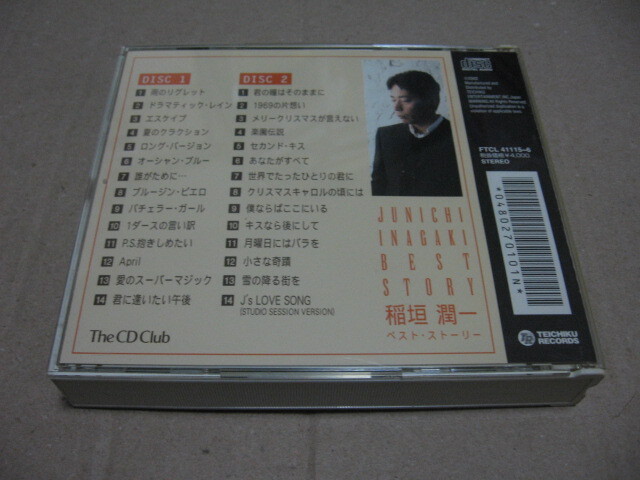 DISC 1
1 雨のリグレット
2 ドラマティック・レイン
3 エスケイプ
4 夏のクラクション
5 ロング・バージョン
6 オーシャン・ブルー
7 誰がために…
8 ブルージン・ピエロ
9 バチェラー・ガール
10 1ダースの言い訳
11 P.S.抱きしめたい
12 April
13 愛のスーパーマジック
14 君に逢いたい午後
DISC 2
1 君の瞳はそのままに
2 1969の片想い
3 メリークリスマスが言えない
4 楽園伝説
5 セカンド・キス
6 あなたがすべて
7 世界でたったひとりの君に
8 クリスマスキャロルの頃には
9 僕ならばここにいる
10 キスなら後にして
11 月曜日にはバラを
12 小さな奇蹟
13 雪の降る街を
14 J's LOVE SONG
(STUDIO SESSION VERSION)
The CD Club
JUNICHI
INAGAKI
BEST
STORY
稲垣 潤一
ベスト・ストーリー
FTCL 41115~6
税抜価格¥4,000
STEREO
*0480270101N*
TR
TEICHIKU
RECORDS